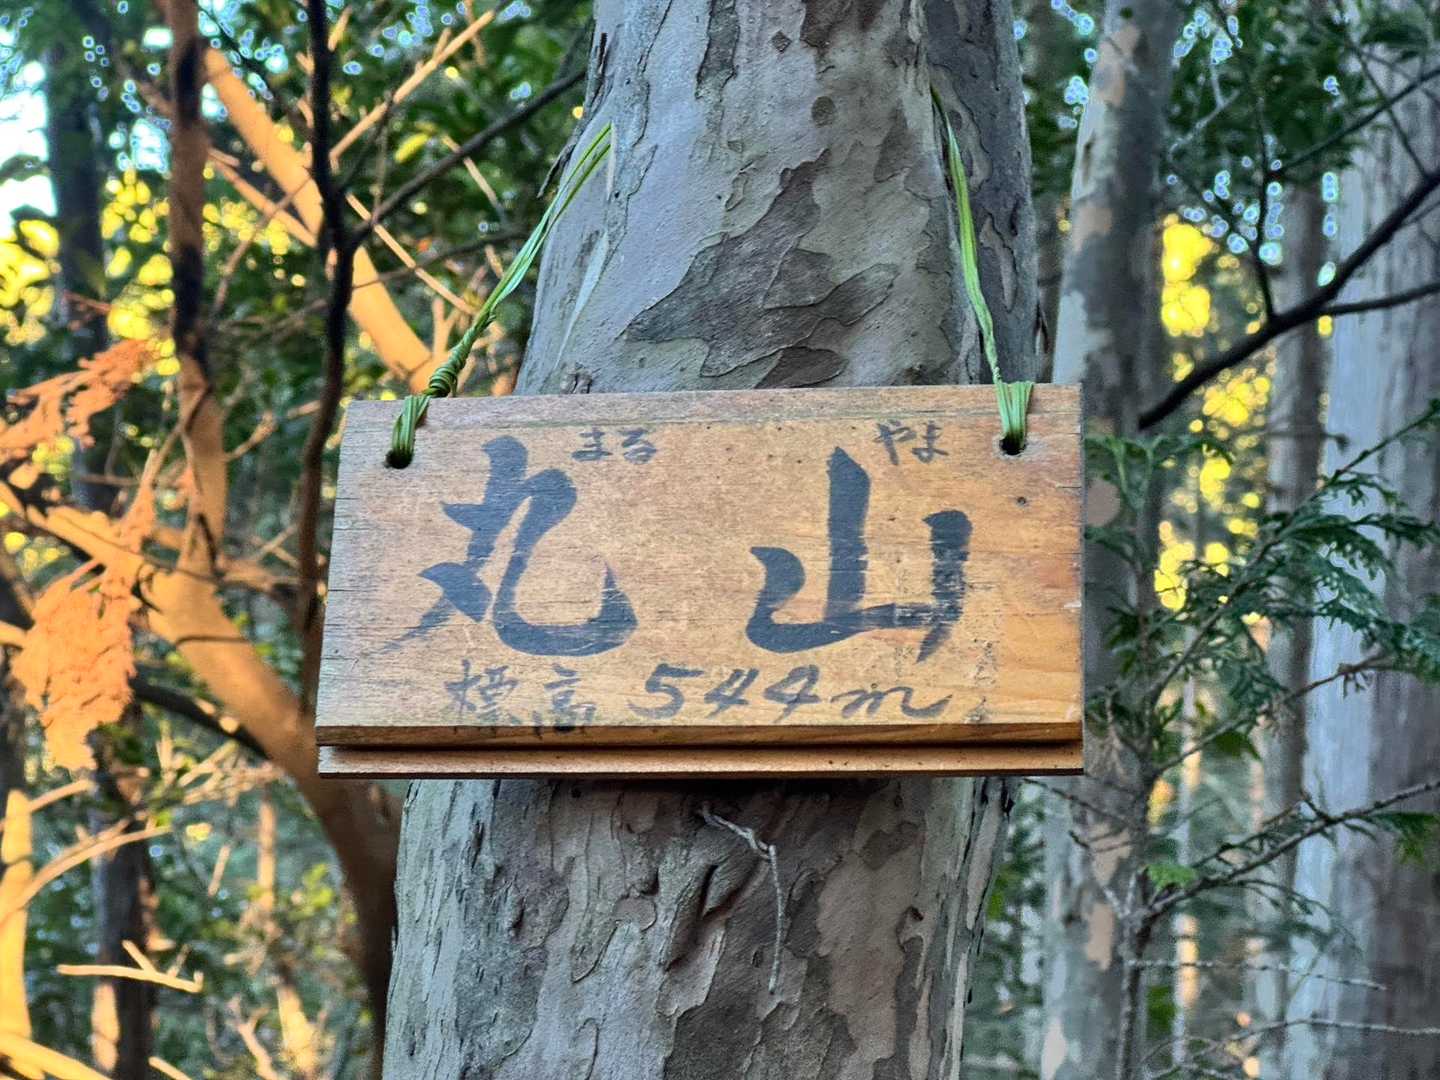 まる やま
丸 山
標高 544m